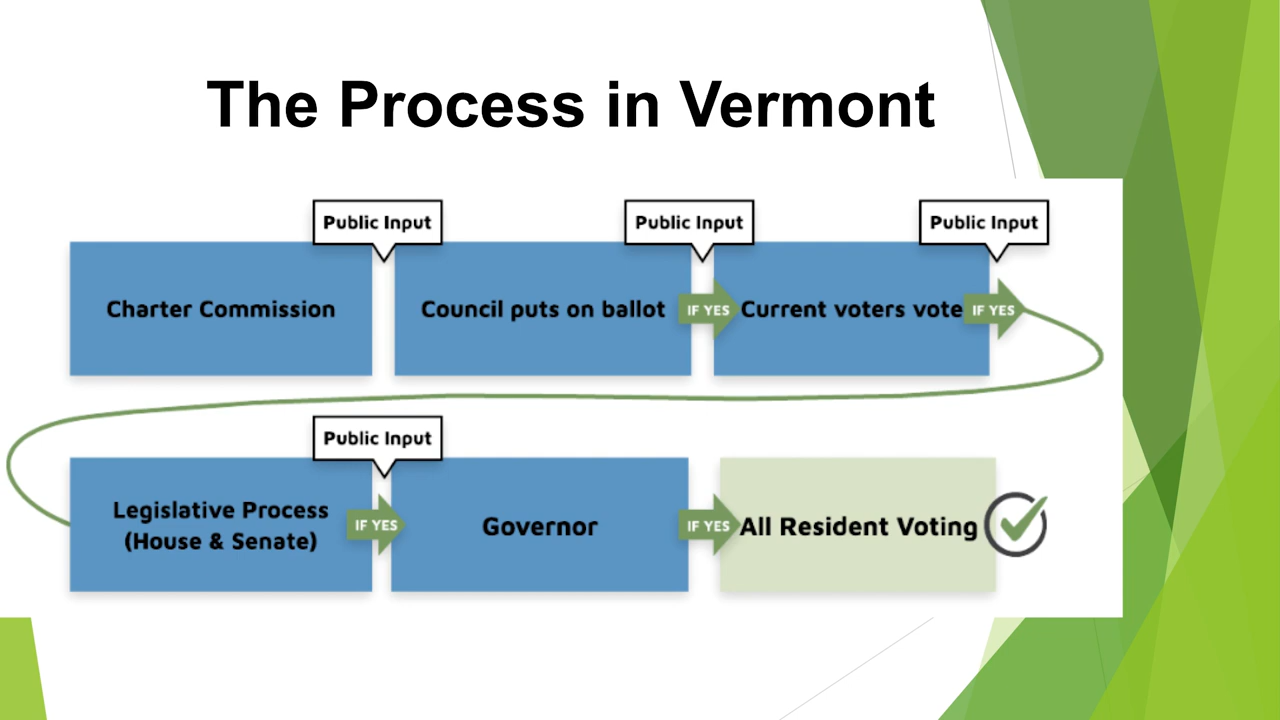 The Process in Vermont
Public Input
Public Input
Public Input
Charter Commission
Council puts on ballot
IF YES
Current voters vote
IF YES
Public Input
Legislative Process
(House & Senate)
IF YES
Governor
IF YES
All Resident Voting